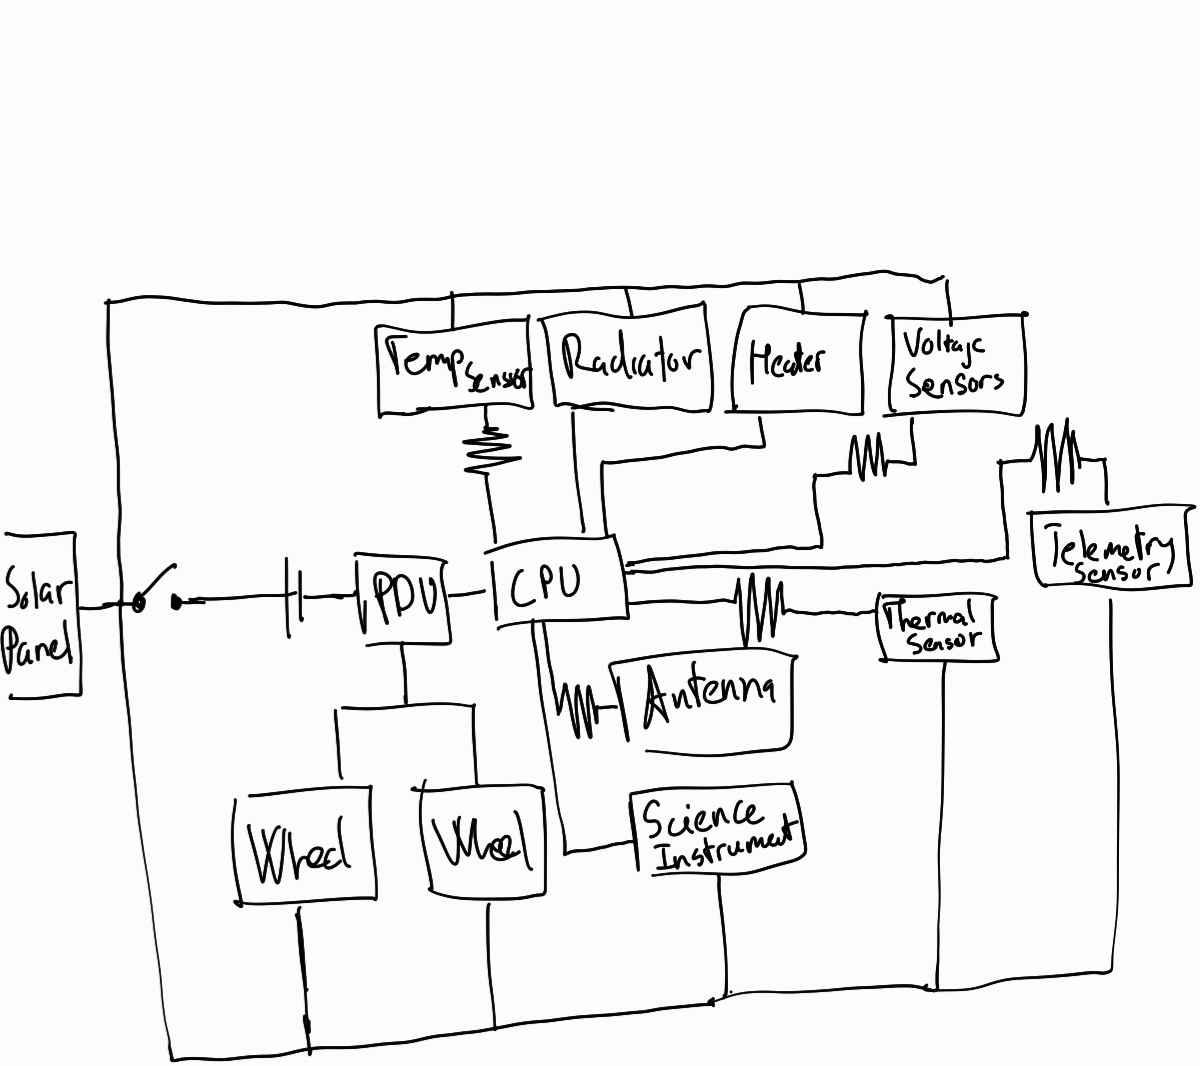 Temp
Sensor
Radiator
Heater
Voltage
Sensors
Telemetry
Sensor
Solar
Panel
PDU
CPU
Thermal
Sensor
Antenna
Science
Instrument
Wheel
Wheel